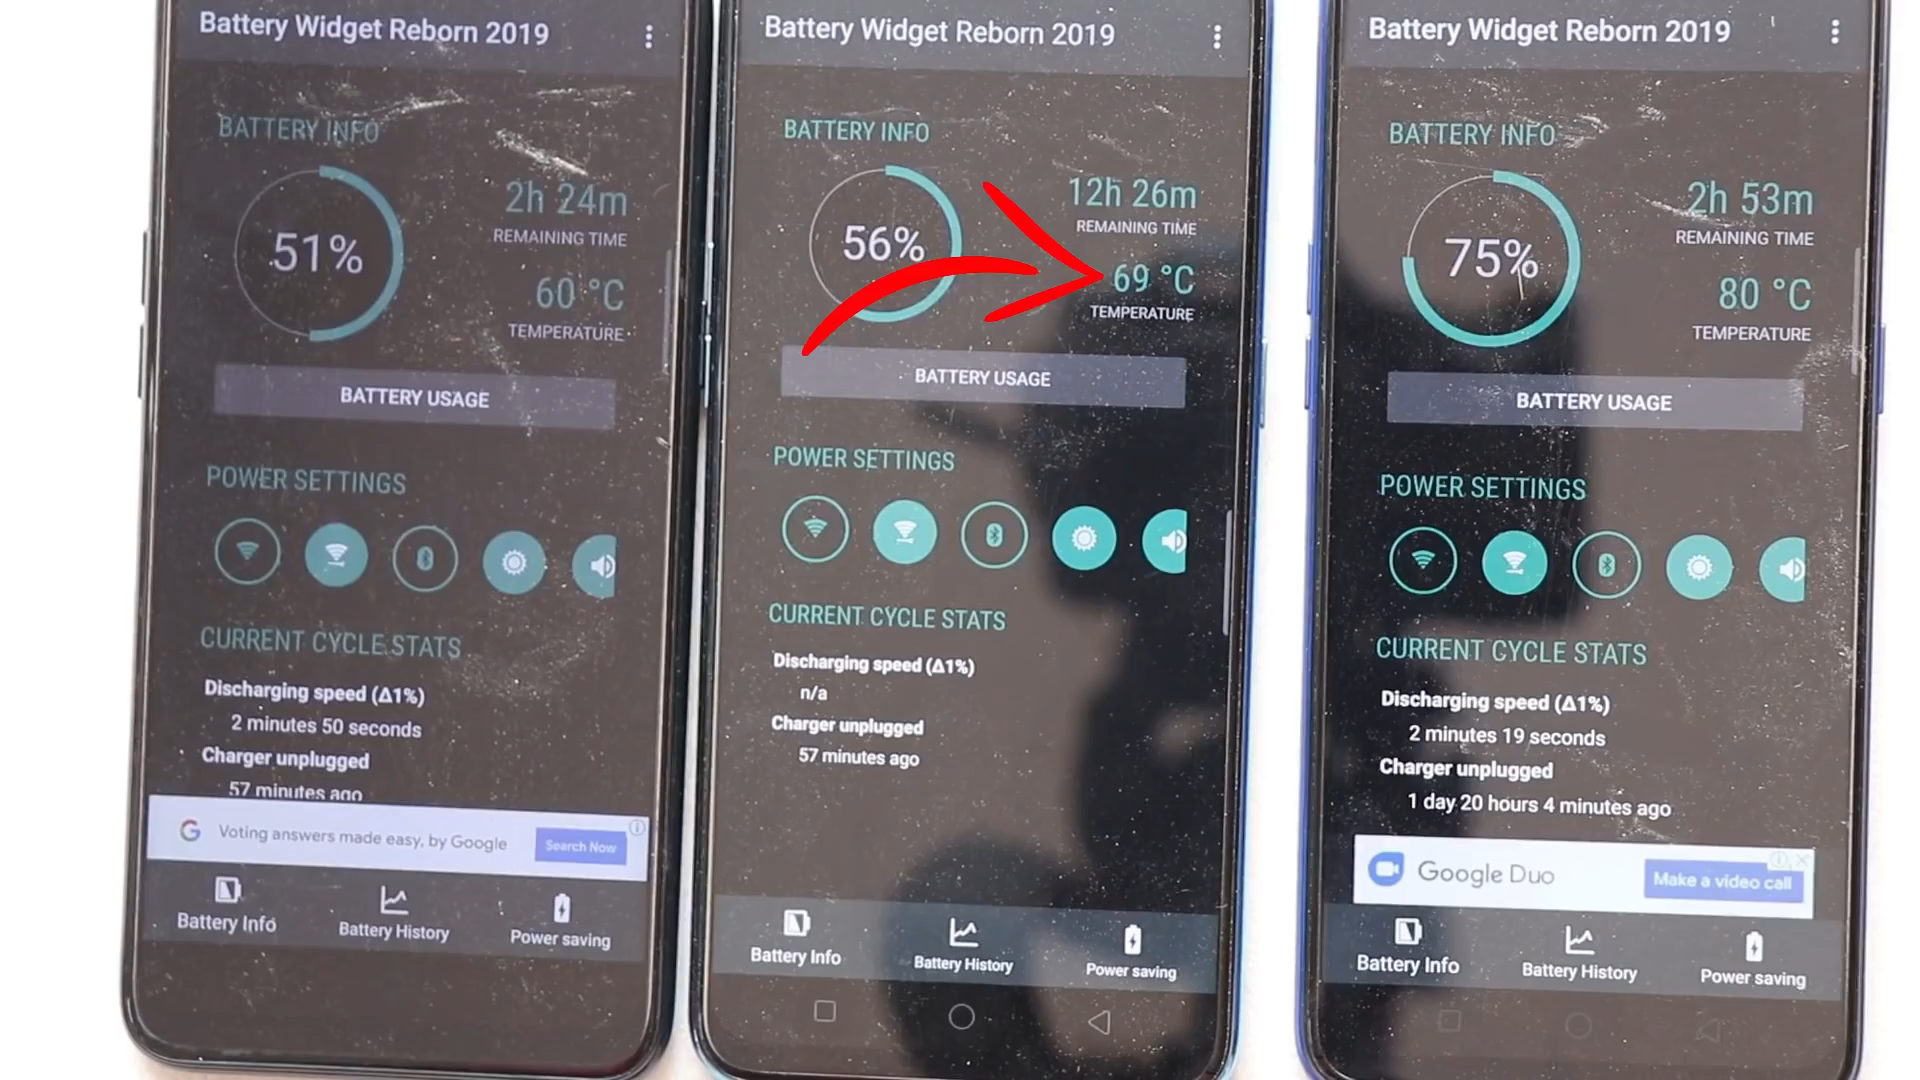 Battery Widget Reborn 2019
BATTERY INFO
51%
2h 24m
REMAINING TIME
60 °C
TEMPERATURE
BATTERY USAGE
POWER SETTINGS
CURRENT CYCLE STATS
Discharging speed (Δ1%)
2 minutes 50 seconds
Charger unplugged
57 minutes ago
Voting answers made easy, by Google
Search Now
Battery Info
Battery History
Power saving
Battery Widget Reborn 2019
BATTERY INFO
56%
12h 26m
REMAINING TIME
69 °C
TEMPERATURE
BATTERY USAGE
POWER SETTINGS
CURRENT CYCLE STATS
Discharging speed (Δ1%)
n/a
Charger unplugged
57 minutes ago
Battery Info
Battery History
Power saving
Battery Widget Reborn 2019
BATTERY INFO
75%
2h 53m
REMAINING TIME
80 °C
TEMPERATURE
BATTERY USAGE
POWER SETTINGS
CURRENT CYCLE STATS
Discharging speed (Δ1%)
2 minutes 19 seconds
Charger unplugged
1 day 20 hours 4 minutes ago
Google Duo
Make a video call
Battery Info
Battery History
Power saving